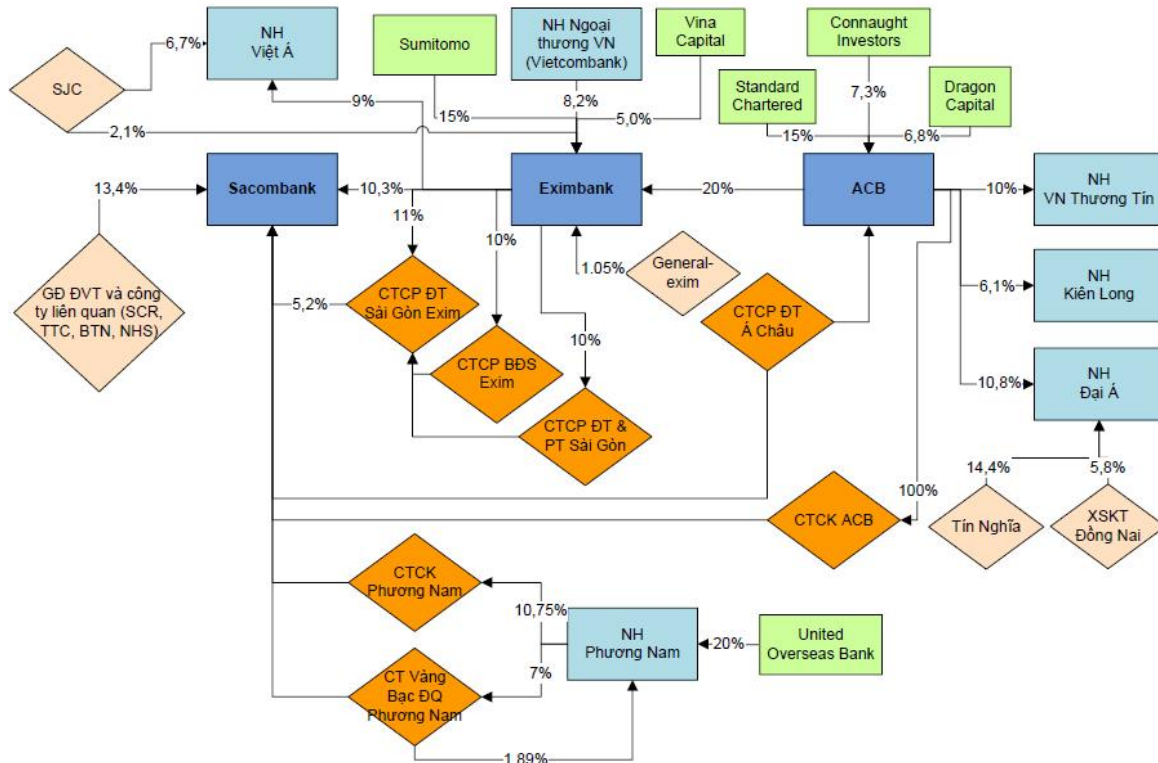 6,7%
NH
Việt Á
Sumitomo
NH Ngoại
thương VN
(Vietcombank)
Vina
Capital
Connaught
Investors
SJC
Standard
Chartered
Dragon
Capital
9%
15%
8,2%
5,0%
7,3%
15%
6,8%
2,1%
13,4%
Sacombank
10,3%
Eximbank
20%
ACB
10%
NH
VN Thương Tín
11%
10%
1.05%
General-
exim
GĐ ĐVT và công
ty liên quan (SCR,
TTC, BTN, NHS)
5,2%
CTCP ĐT
Sài Gòn Exim
CTCP ĐT
Á Châu
6,1%
NH
Kiên Long
CTCP BĐS
Exim
10%
10,8%
NH
Đại Á
CTCP ĐT &
PT Sài Gòn
14,4%
5,8%
100%
CTCK ACB
Tín Nghĩa
XSKT
Đồng Nai
CTCK
Phương Nam
10,75%
NH
Phương Nam
20%
United
Overseas Bank
7%
CT Vàng
Bạc ĐQ
Phương Nam
1,89%